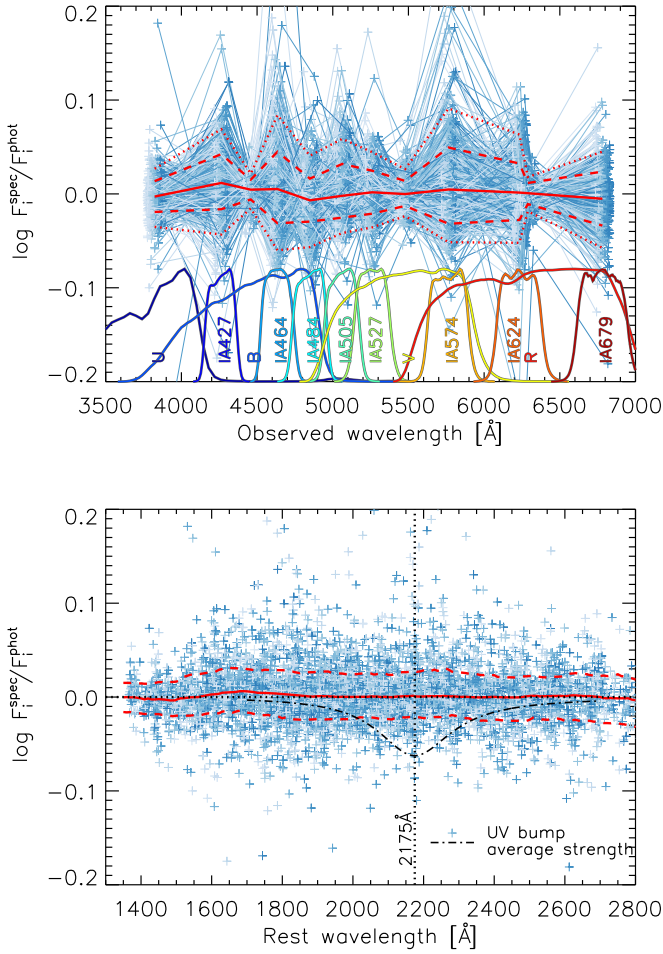 0.2
0.1
0.0
−0.1
−0.2
log F_i^spec/F_i^phot
U
IA427
B
IA464
IA484
IA505
IA527
V
IA574
IA624
R
IA679
3500 4000 4500 5000 5500 6000 6500 7000
Observed wavelength [Å]
0.2
0.1
0.0
−0.1
−0.2
log F_i^spec/F_i^phot
2175Å
UV bump
average strength
1400 1600 1800 2000 2200 2400 2600 2800
Rest wavelength [Å]